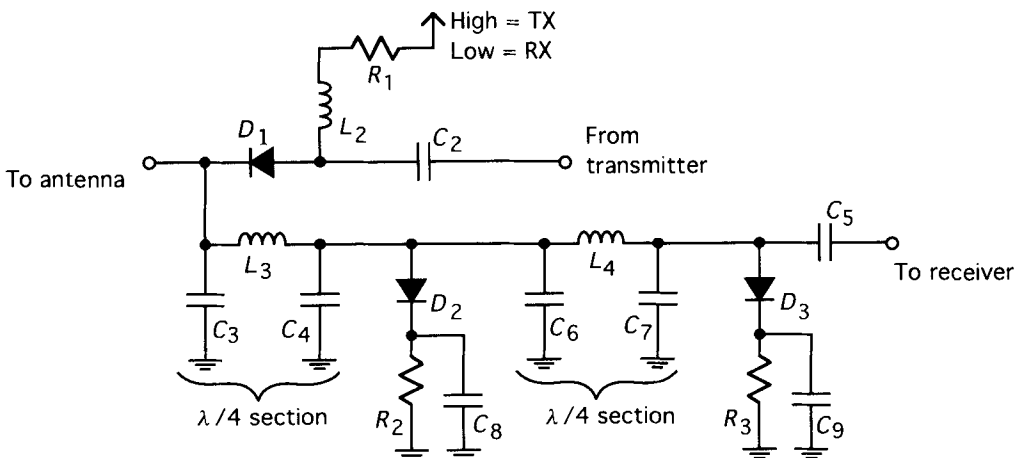 High = TX
Low = RX
R1
L2
D1
C2
From
transmitter
To antenna
C5
L3
L4
To receiver
C3
C4
D2
C6
C7
D3
λ/4 section
R2
C8
λ/4 section
R3
C9